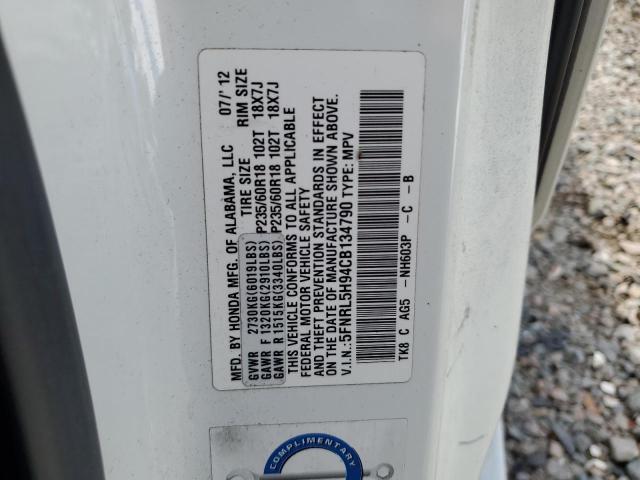 MFD. BY HONDA MFG. OF ALABAMA, LLC 07/'12
TIRE SIZE RIM SIZE
GVWR 2730KG(6019LBS)
GAWR F 1320KG(2910LBS) P235/60R18 102T 18X7J
GAWR R 1515KG(3340LBS) P235/60R18 102T 18X7J
THIS VEHICLE CONFORMS TO ALL APPLICABLE
FEDERAL MOTOR VEHICLE SAFETY
AND THEFT PREVENTION STANDARDS IN EFFECT
ON THE DATE OF MANUFACTURE SHOWN ABOVE.
V.I.N.: 5FNRL5H94CB134790 TYPE: MPV
TK8 C AG5 -NH603P -C -B
COMPLIMENTARY